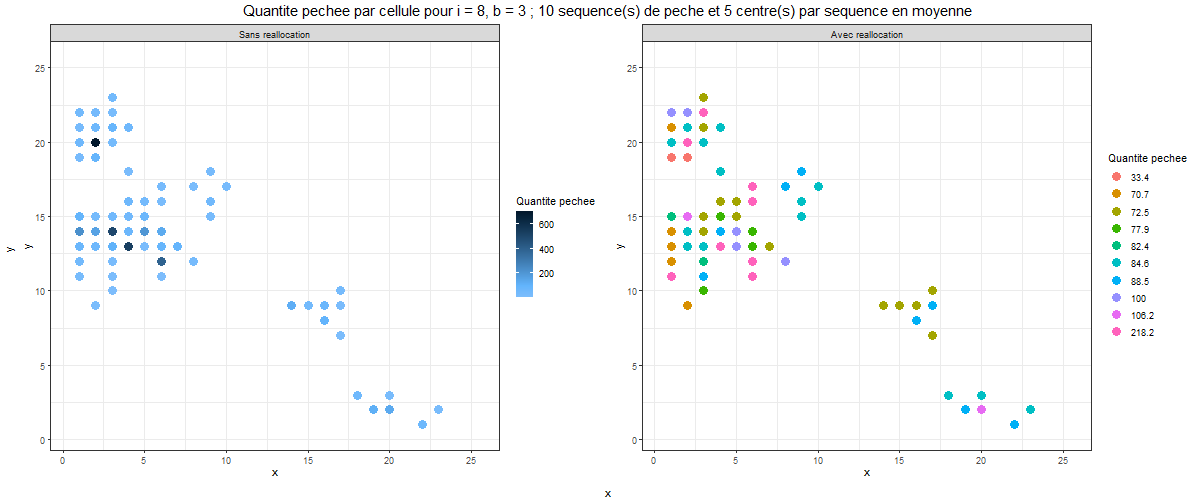 Quantite pechee par cellule pour i = 8, b = 3 ; 10 sequence(s) de peche et 5 centre(s) par sequence en moyenne
Sans reallocation
25
20
15
10
5
0
y
y
0 5 10 15 20 25
x
Quantite pechee
600
400
200
Avec reallocation
25
20
15
10
5
0
y
0 5 10 15 20 25
x
Quantite pechee
33.4
70.7
72.5
77.9
82.4
84.6
88.5
100
106.2
218.2
x